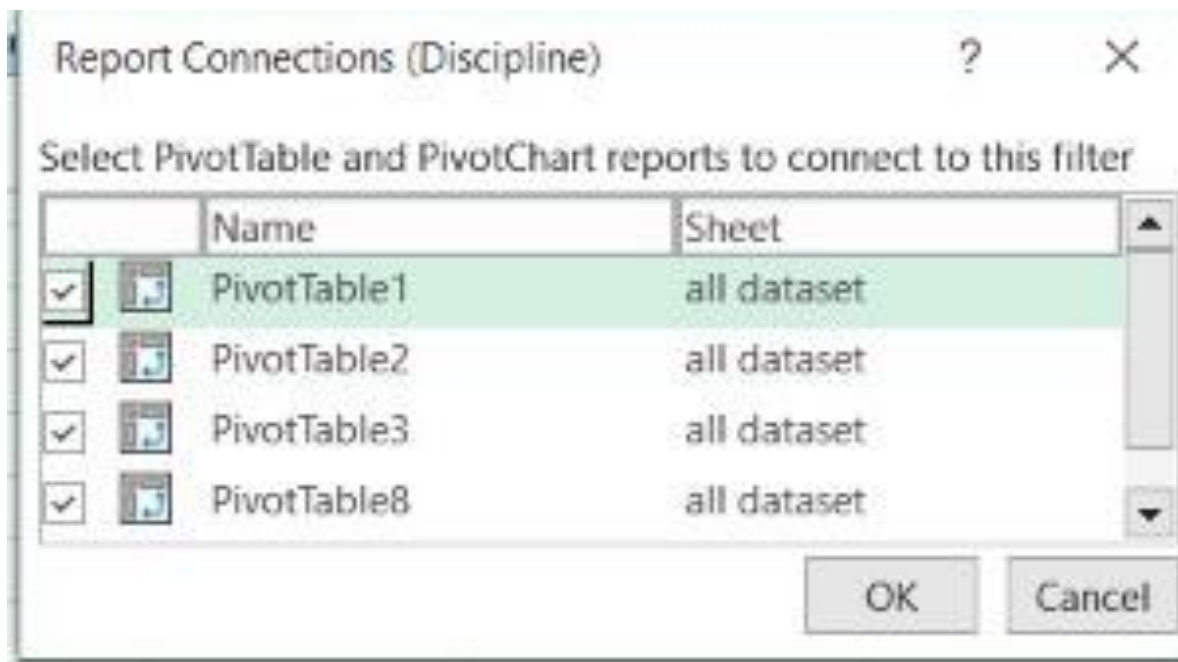 Report Connections (Discipline) ?
Select PivotTable and PivotChart reports to connect to this filter
Name Sheet
PivotTable1 all dataset
PivotTable2 all dataset
PivotTable3 all dataset
PivotTable8 all dataset
OK Cancel